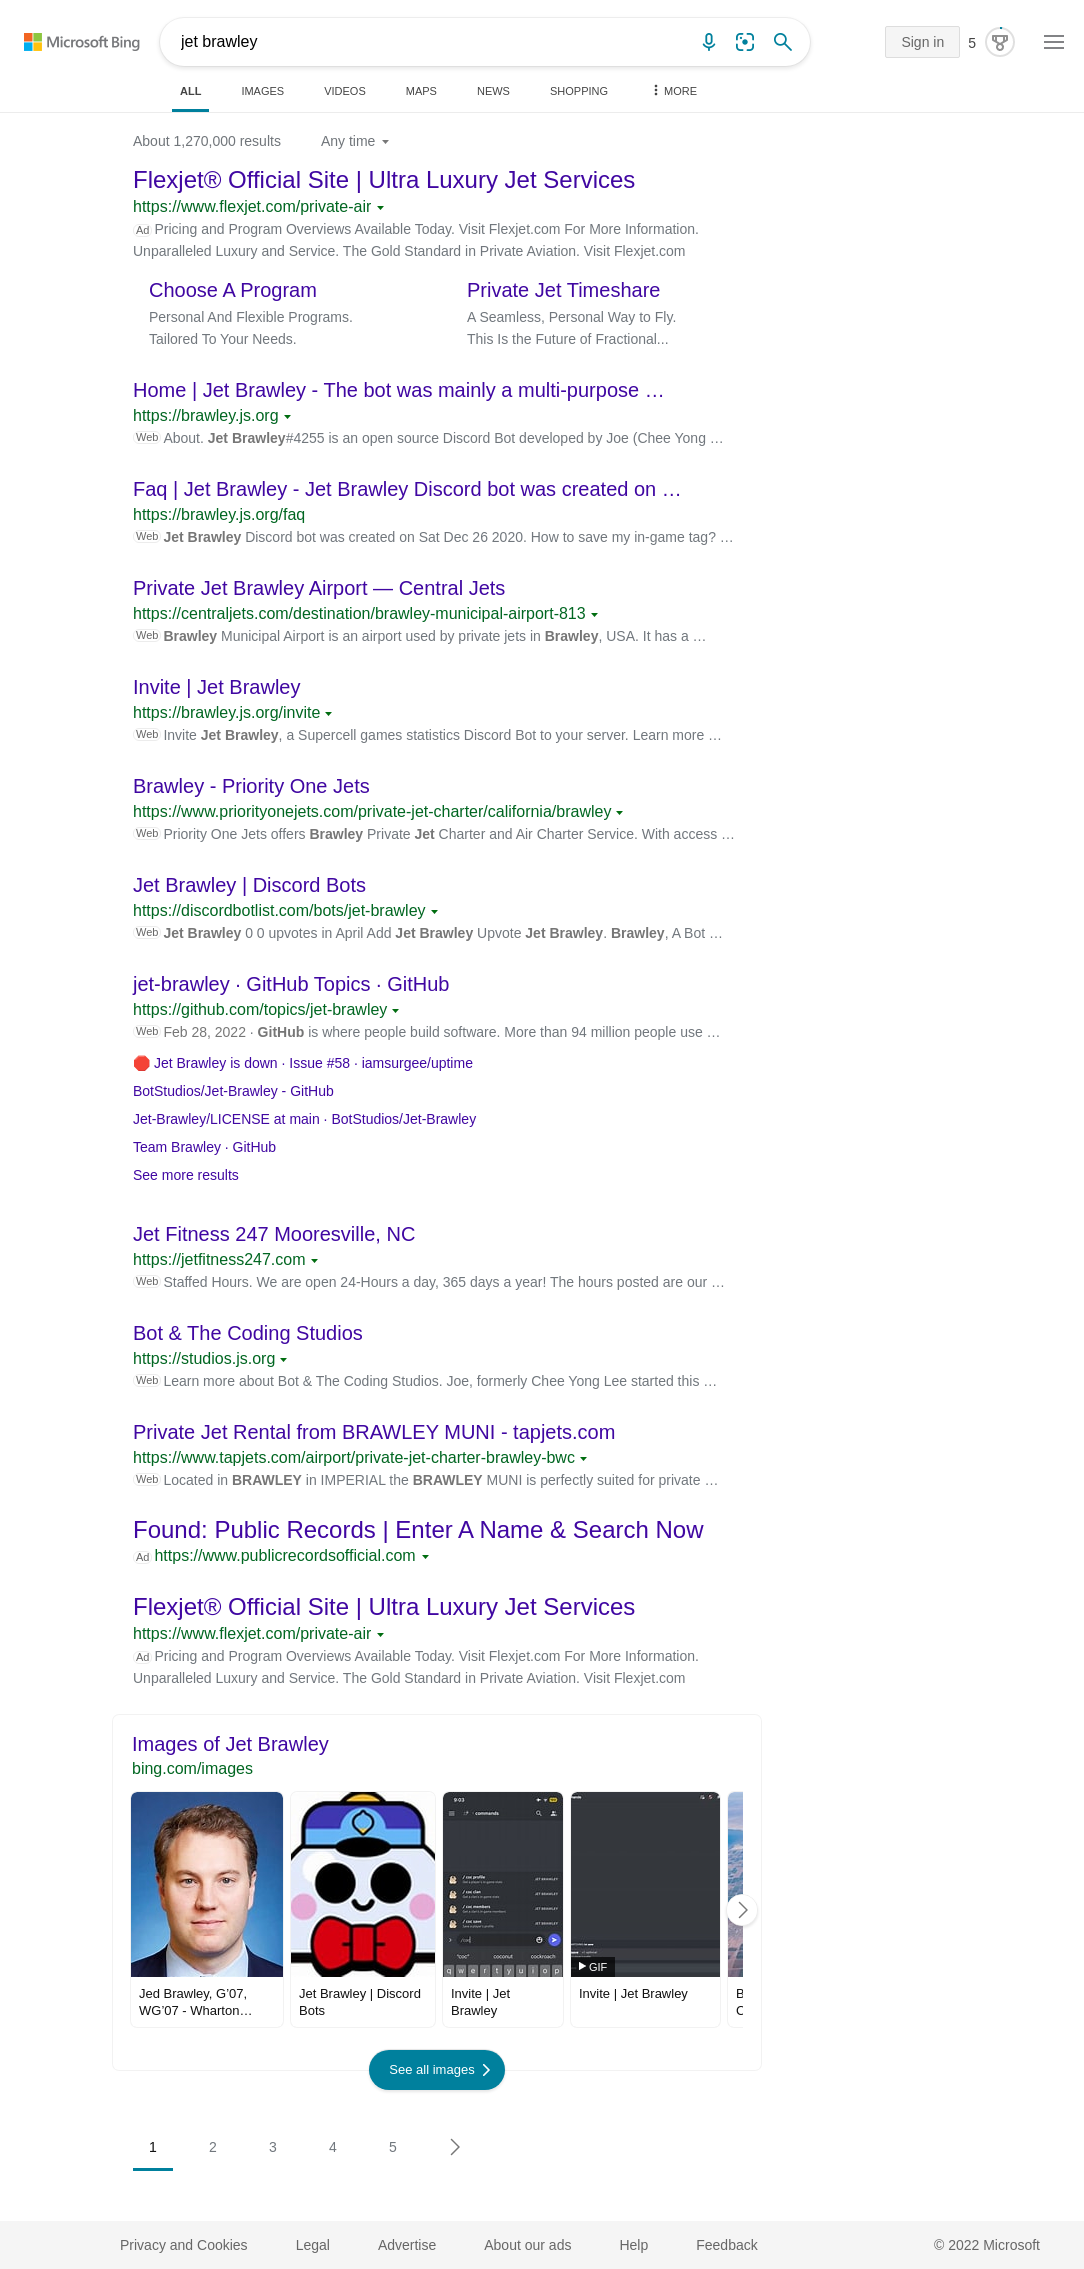 Microsoft Bing
jet brawley
Sign in
5
ALL
IMAGES
VIDEOS
MAPS
NEWS
SHOPPING
MORE
About 1,270,000 results
Any time
Flexjet® Official Site | Ultra Luxury Jet Services
https://www.flexjet.com/private-air
Ad Pricing and Program Overviews Available Today. Visit Flexjet.com For More Information.
Unparalleled Luxury and Service. The Gold Standard in Private Aviation. Visit Flexjet.com
Choose A Program
Personal And Flexible Programs.
Tailored To Your Needs.
Private Jet Timeshare
A Seamless, Personal Way to Fly.
This Is the Future of Fractional...
Home | Jet Brawley - The bot was mainly a multi-purpose …
https://brawley.js.org
Web About. Jet Brawley#4255 is an open source Discord Bot developed by Joe (Chee Yong …
Faq | Jet Brawley - Jet Brawley Discord bot was created on …
https://brawley.js.org/faq
Web Jet Brawley Discord bot was created on Sat Dec 26 2020. How to save my in-game tag? …
Private Jet Brawley Airport — Central Jets
https://centraljets.com/destination/brawley-municipal-airport-813
Web Brawley Municipal Airport is an airport used by private jets in Brawley, USA. It has a …
Invite | Jet Brawley
https://brawley.js.org/invite
Web Invite Jet Brawley, a Supercell games statistics Discord Bot to your server. Learn more …
Brawley - Priority One Jets
https://www.priorityonejets.com/private-jet-charter/california/brawley
Web Priority One Jets offers Brawley Private Jet Charter and Air Charter Service. With access …
Jet Brawley | Discord Bots
https://discordbotlist.com/bots/jet-brawley
Web Jet Brawley 0 0 upvotes in April Add Jet Brawley Upvote Jet Brawley. Brawley, A Bot …
jet-brawley · GitHub Topics · GitHub
https://github.com/topics/jet-brawley
Web Feb 28, 2022 · GitHub is where people build software. More than 94 million people use …
🛑 Jet Brawley is down · Issue #58 · iamsurgee/uptime
BotStudios/Jet-Brawley - GitHub
Jet-Brawley/LICENSE at main · BotStudios/Jet-Brawley
Team Brawley · GitHub
See more results
Jet Fitness 247 Mooresville, NC
https://jetfitness247.com
Web Staffed Hours. We are open 24-Hours a day, 365 days a year! The hours posted are our …
Bot & The Coding Studios
https://studios.js.org
Web Learn more about Bot & The Coding Studios. Joe, formerly Chee Yong Lee started this …
Private Jet Rental from BRAWLEY MUNI - tapjets.com
https://www.tapjets.com/airport/private-jet-charter-brawley-bwc
Web Located in BRAWLEY in IMPERIAL the BRAWLEY MUNI is perfectly suited for private …
Found: Public Records | Enter A Name & Search Now
Ad https://www.publicrecordsofficial.com
Flexjet® Official Site | Ultra Luxury Jet Services
https://www.flexjet.com/private-air
Ad Pricing and Program Overviews Available Today. Visit Flexjet.com For More Information.
Unparalleled Luxury and Service. The Gold Standard in Private Aviation. Visit Flexjet.com
Images of Jet Brawley
bing.com/images
9:03
commands
/ coc profile
JET BRAWLEY
/ coc clan
JET BRAWLEY
/ coc members
JET BRAWLEY
/ coc save
JET BRAWLEY
"coc" coconut cockroach
q w e r t y u i o p
GIF
Jed Brawley, G'07,
WG'07 - Wharton…
Jet Brawley | Discord
Bots
Invite | Jet
Brawley
Invite | Jet Brawley
B
C
See all images
1
2
3
4
5
Privacy and Cookies
Legal
Advertise
About our ads
Help
Feedback
© 2022 Microsoft